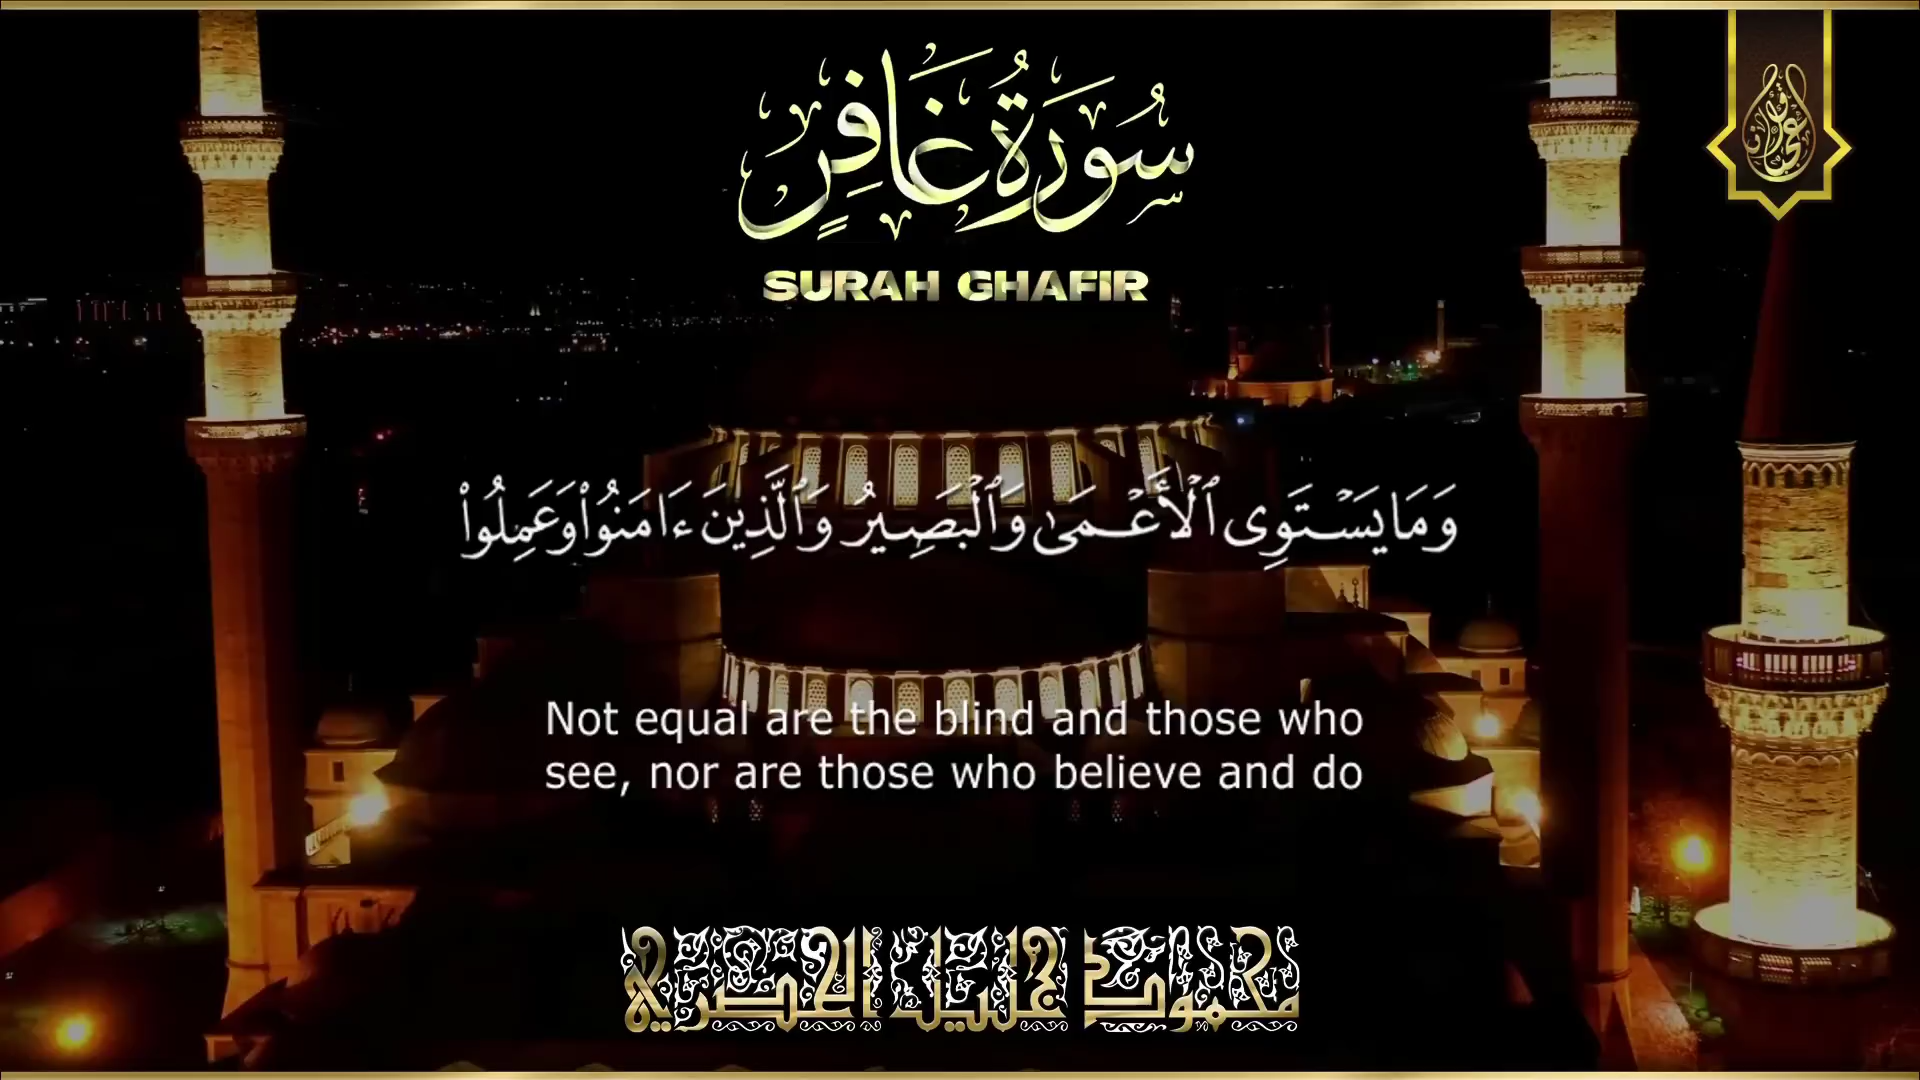 سُورَةُ غَافِرٍ
SURAH GHAFIR
وَمَا يَسْتَوِى ٱلْأَعْمَىٰ وَٱلْبَصِيرُ وَٱلَّذِينَ ءَامَنُوا۟ وَعَمِلُوا۟
Not equal are the blind and those who
see, nor are those who believe and do
محمود خليل الحصري